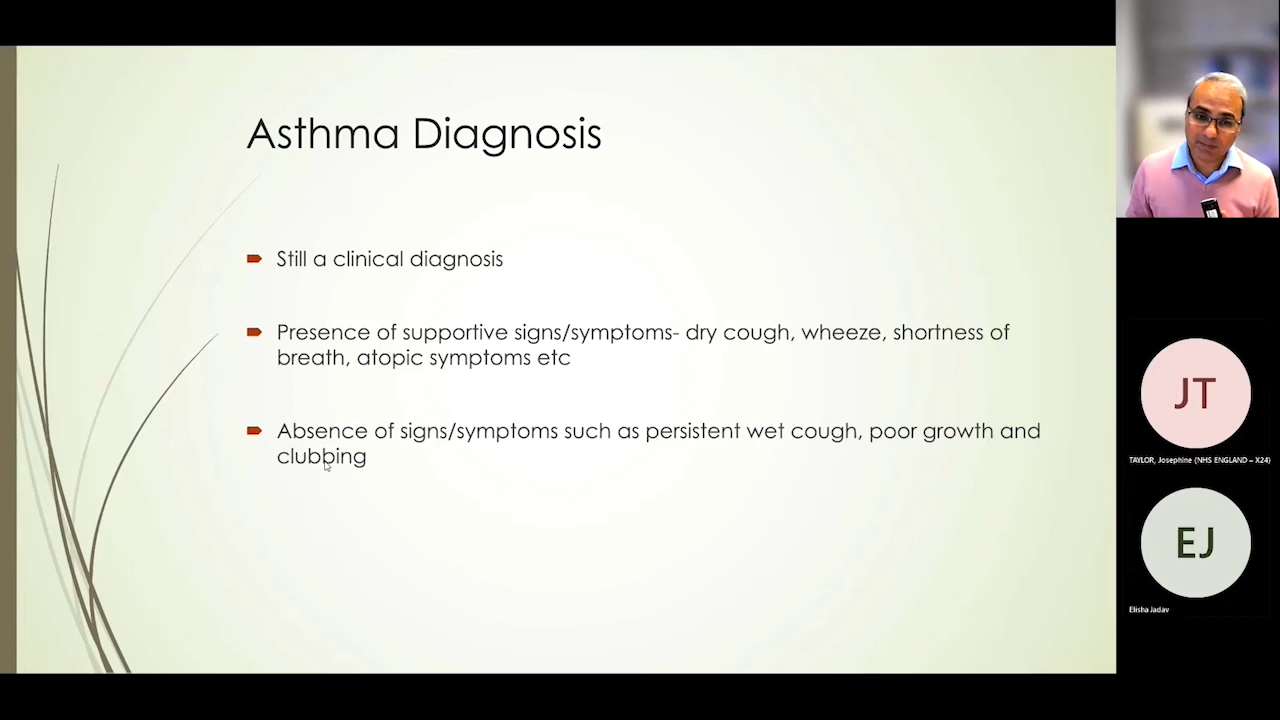 Asthma Diagnosis
Still a clinical diagnosis
Presence of supportive signs/symptoms- dry cough, wheeze, shortness of
breath, atopic symptoms etc
Absence of signs/symptoms such as persistent wet cough, poor growth and
clubbing
JT
TAYLOR, Josephine (NHS ENGLAND – X24)
EJ
Elisha Jadav